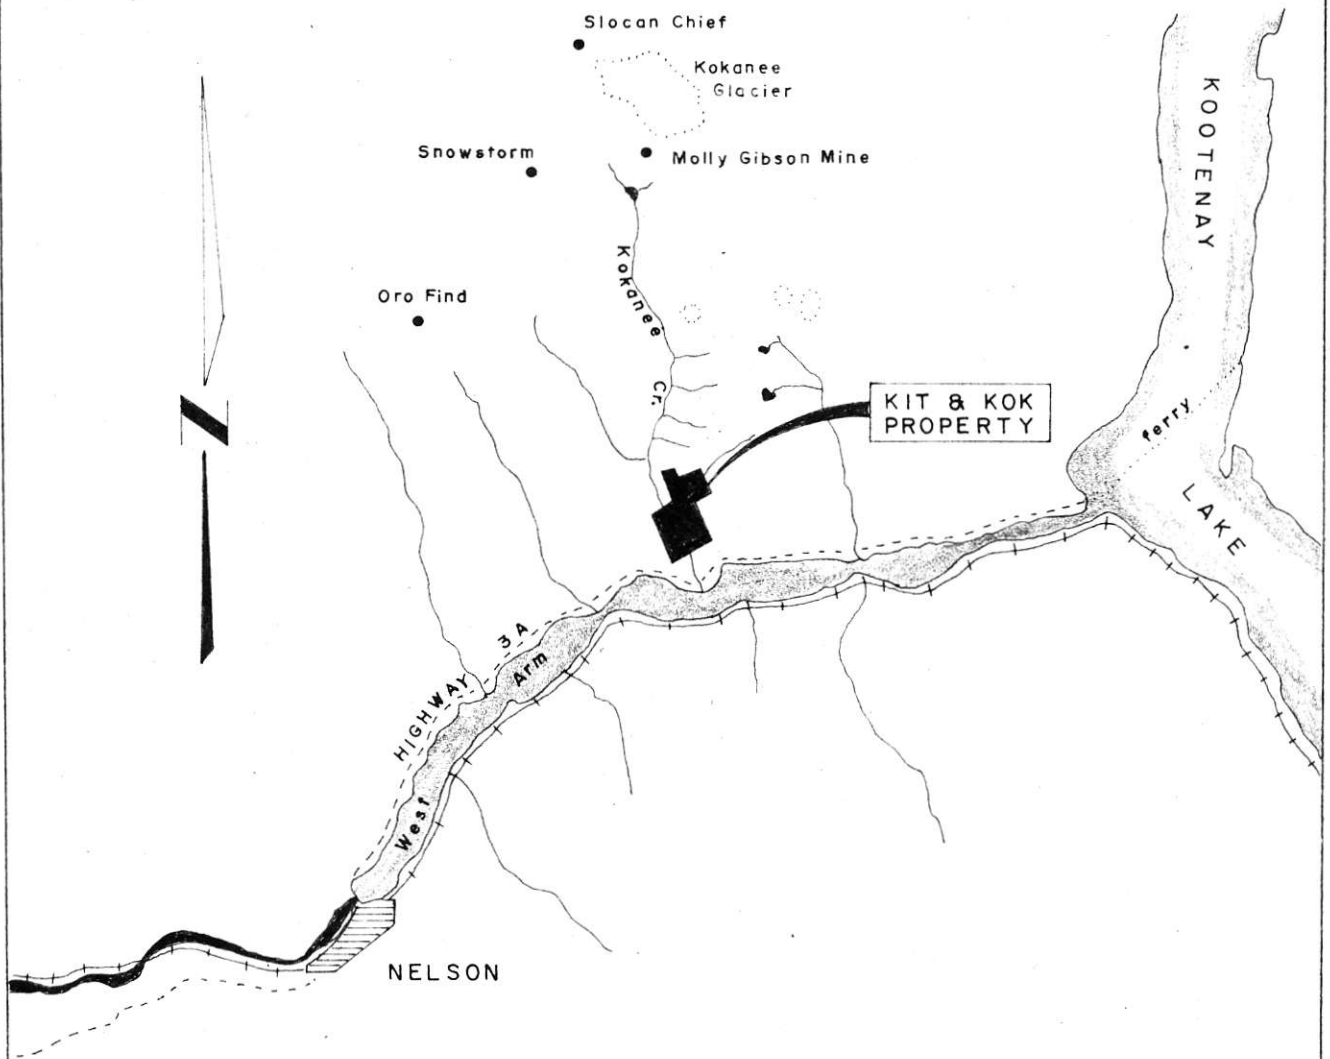 Slocan Chief
Kokanee
Glacier
Snowstorm
Molly Gibson Mine
KOOTENAY
Kokanee
Oro Find
Cr.
KIT & KOK
PROPERTY
ferry
N
LAKE
3A
Arm
HIGHWAY
West
NELSON